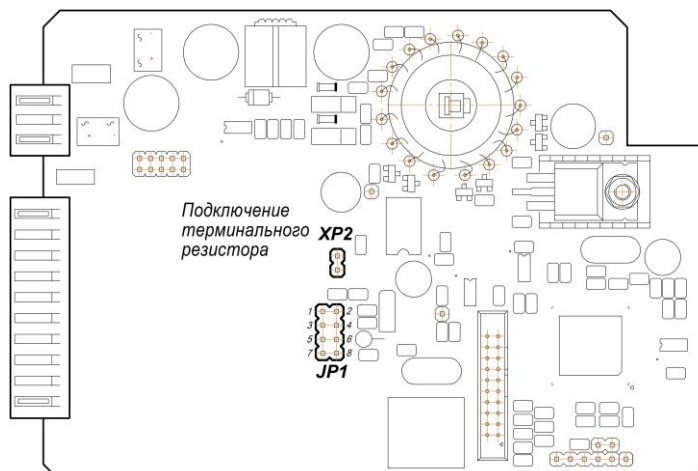 Подключение
терминального
резистора
XP2
1 2
3 4
5 6
7 8
JP1